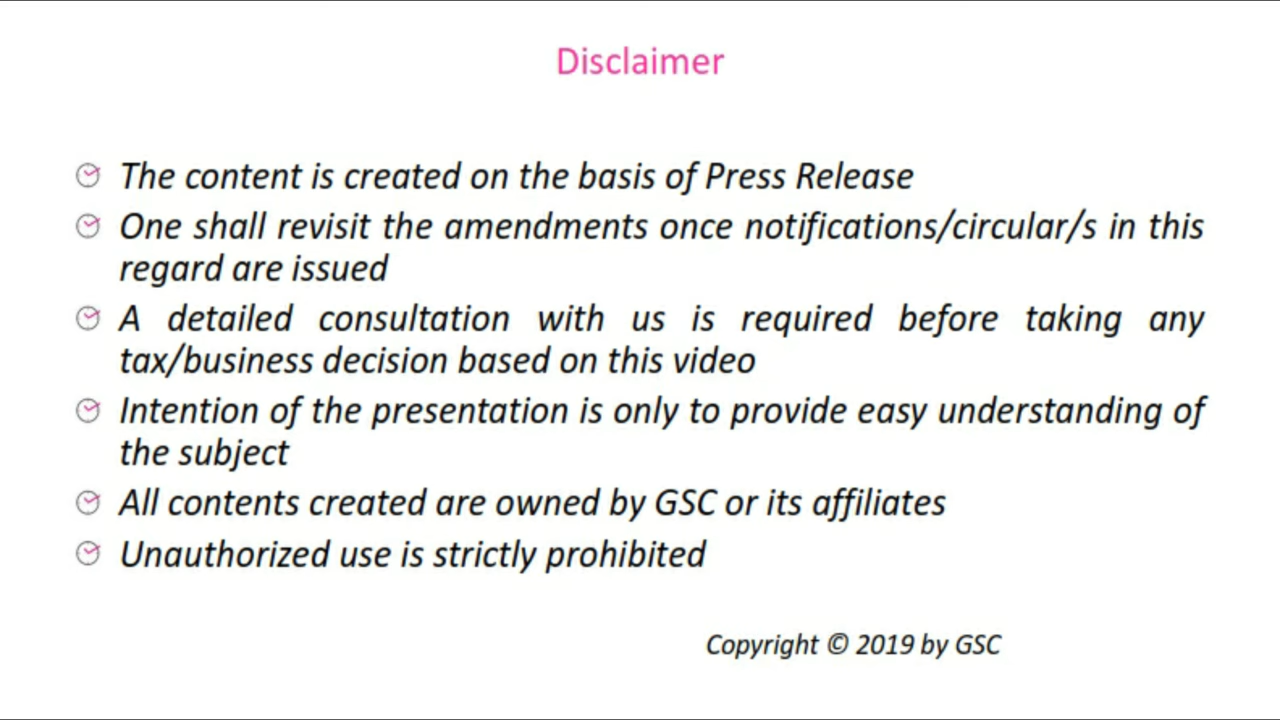 Disclaimer
The content is created on the basis of Press Release
One shall revisit the amendments once notifications/circular/s in this
regard are issued
A detailed consultation with us is required before taking any
tax/business decision based on this video
Intention of the presentation is only to provide easy understanding of
the subject
All contents created are owned by GSC or its affiliates
Unauthorized use is strictly prohibited
Copyright © 2019 by GSC